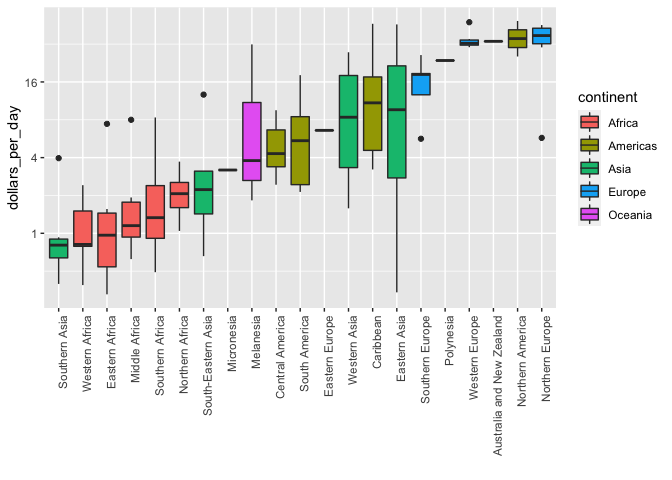 dollars_per_day
16
4
1
Southern Asia
Western Africa
Eastern Africa
Middle Africa
Southern Africa
Northern Africa
South-Eastern Asia
Micronesia
Melanesia
Central America
South America
Eastern Europe
Western Asia
Caribbean
Eastern Asia
Southern Europe
Polynesia
Western Europe
Australia and New Zealand
Northern America
Northern Europe
continent
Africa
Americas
Asia
Europe
Oceania